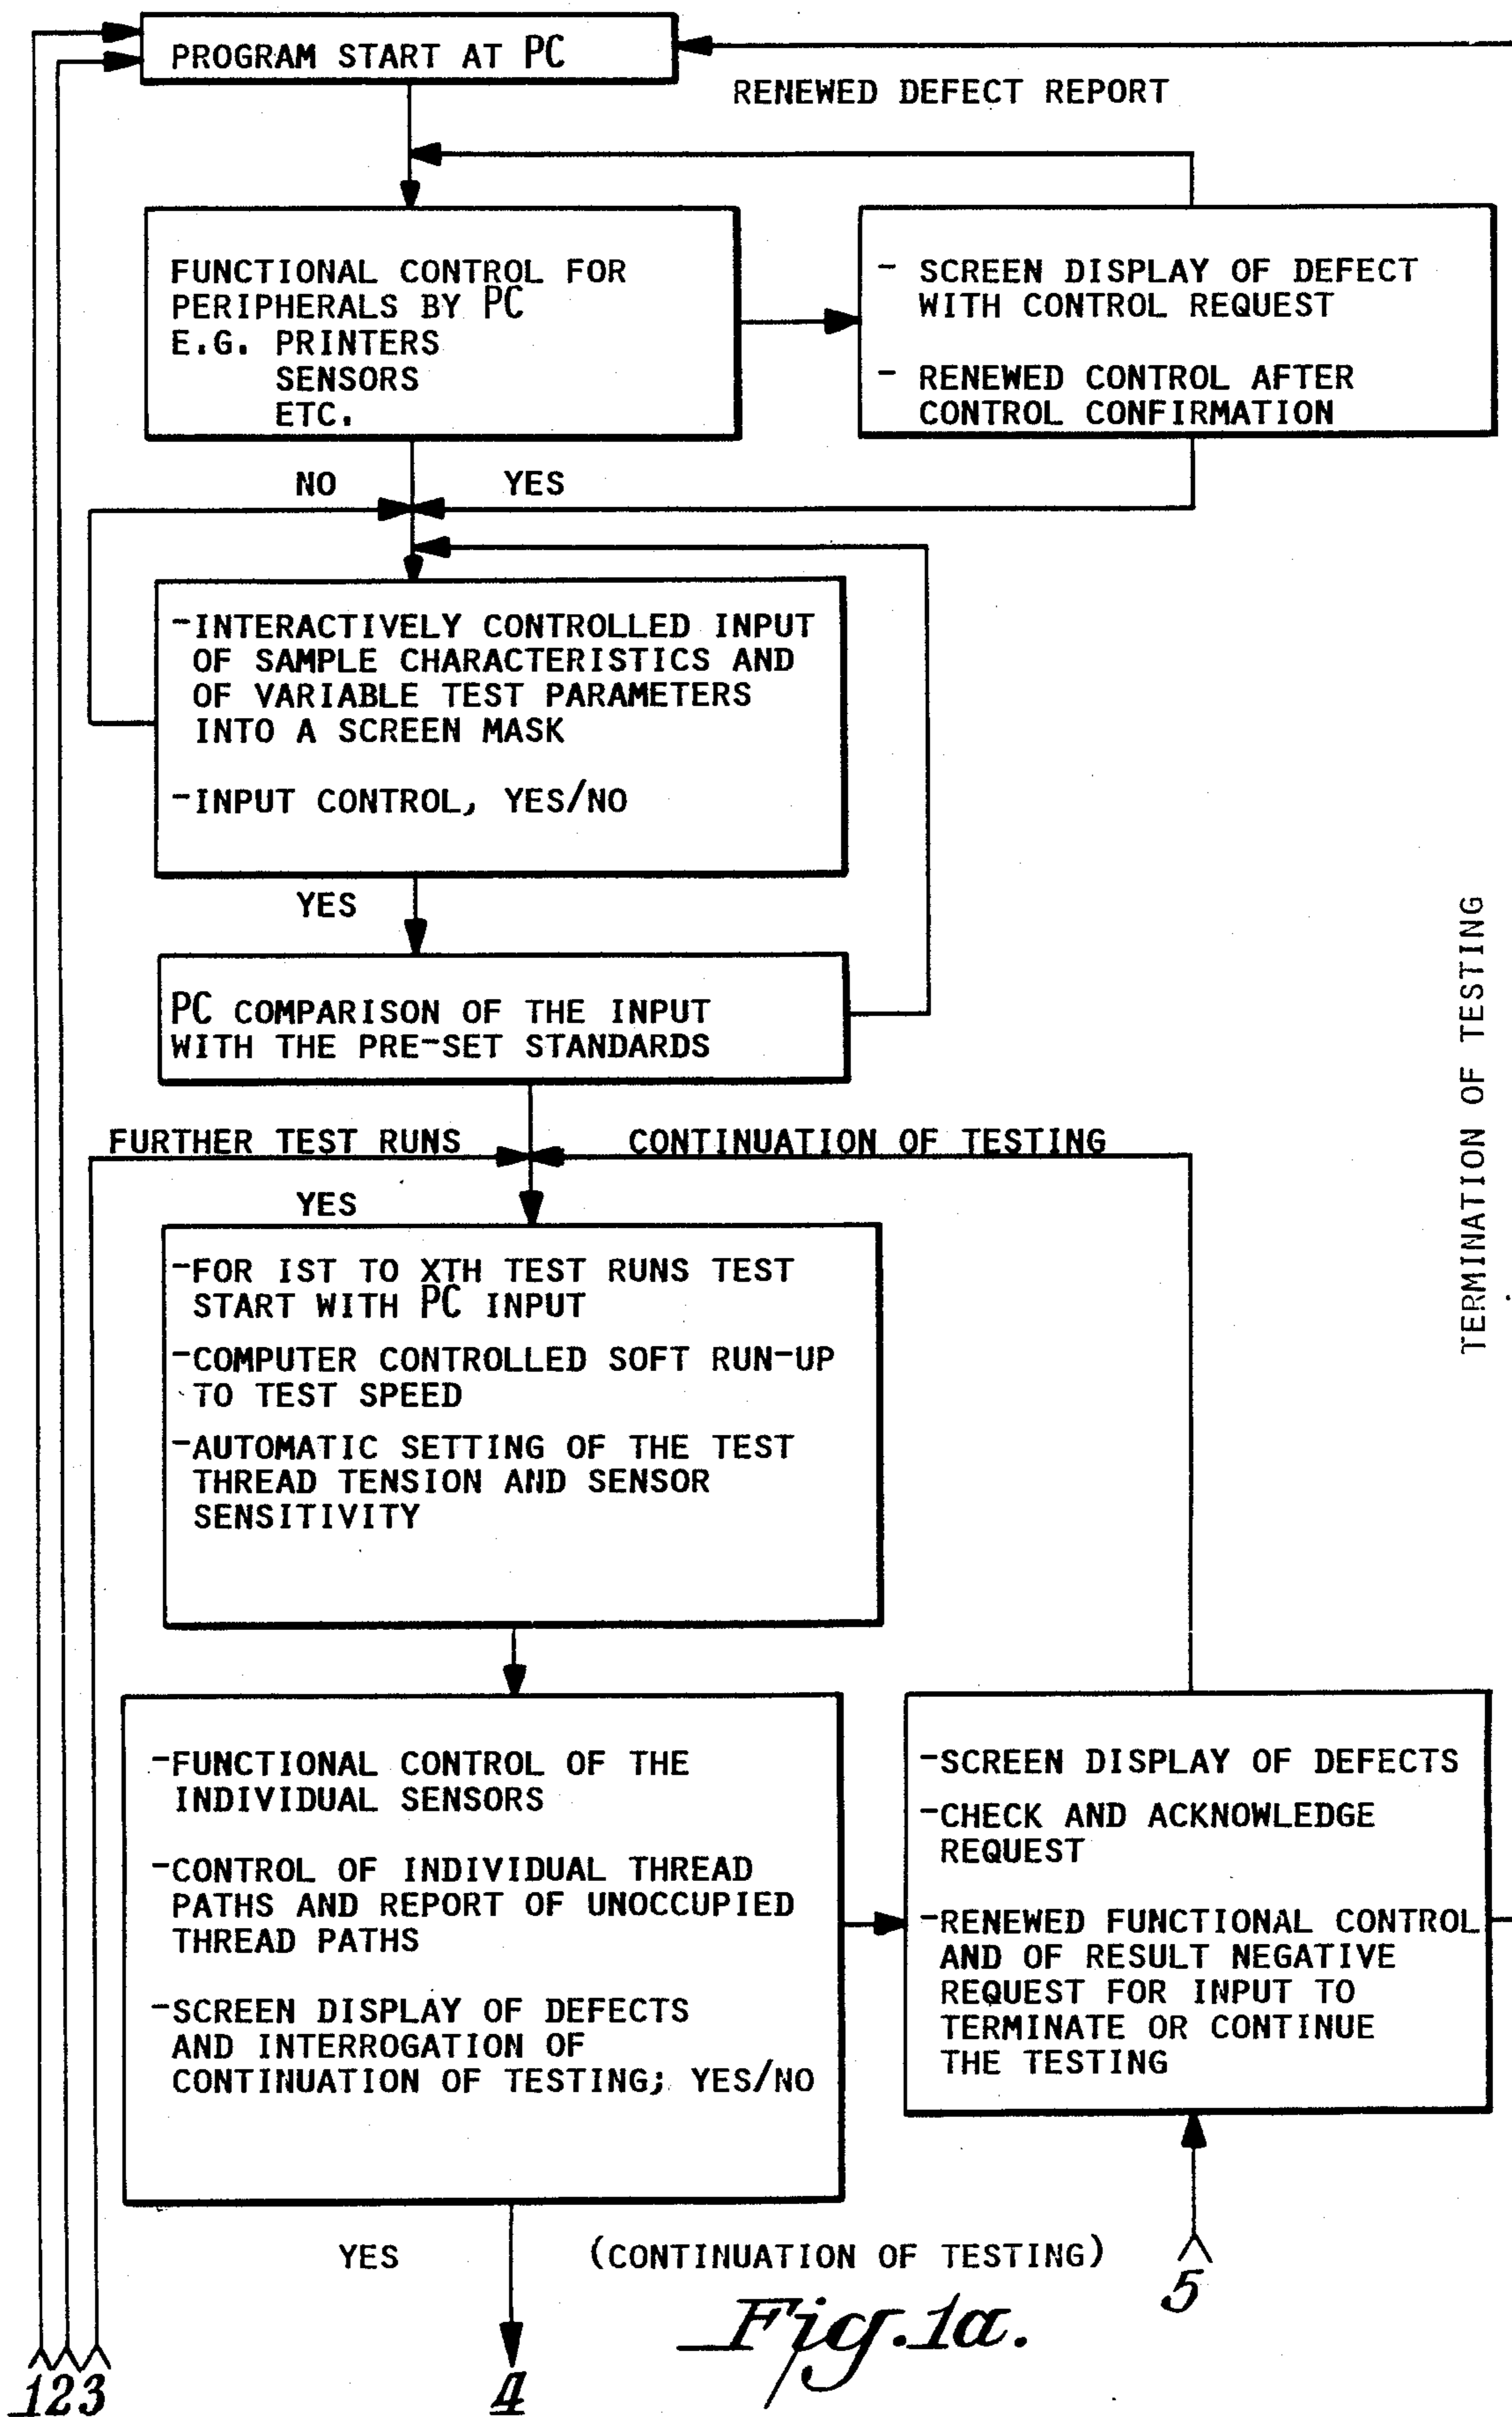 PROGRAM START AT PC
RENEWED DEFECT REPORT
FUNCTIONAL CONTROL FOR
PERIPHERALS BY PC
E.G. PRINTERS
SENSORS
ETC.
- SCREEN DISPLAY OF DEFECT
WITH CONTROL REQUEST
- RENEWED CONTROL AFTER
CONTROL CONFIRMATION
NO
YES
-INTERACTIVELY CONTROLLED INPUT
OF SAMPLE CHARACTERISTICS AND
OF VARIABLE TEST PARAMETERS
INTO A SCREEN MASK
-INPUT CONTROL, YES/NO
YES
PC COMPARISON OF THE INPUT
WITH THE PRE-SET STANDARDS
TERMINATION OF TESTING
FURTHER TEST RUNS
CONTINUATION OF TESTING
YES
-FOR IST TO XTH TEST RUNS TEST
START WITH PC INPUT
-COMPUTER CONTROLLED SOFT RUN-UP
TO TEST SPEED
-AUTOMATIC SETTING OF THE TEST
THREAD TENSION AND SENSOR
SENSITIVITY
-FUNCTIONAL CONTROL OF THE
INDIVIDUAL SENSORS
-CONTROL OF INDIVIDUAL THREAD
PATHS AND REPORT OF UNOCCUPIED
THREAD PATHS
-SCREEN DISPLAY OF DEFECTS
AND INTERROGATION OF
CONTINUATION OF TESTING; YES/NO
-SCREEN DISPLAY OF DEFECTS
-CHECK AND ACKNOWLEDGE
REQUEST
-RENEWED FUNCTIONAL CONTROL
AND OF RESULT NEGATIVE
REQUEST FOR INPUT TO
TERMINATE OR CONTINUE
THE TESTING
YES
(CONTINUATION OF TESTING)
5
123
4
Fig.1a.